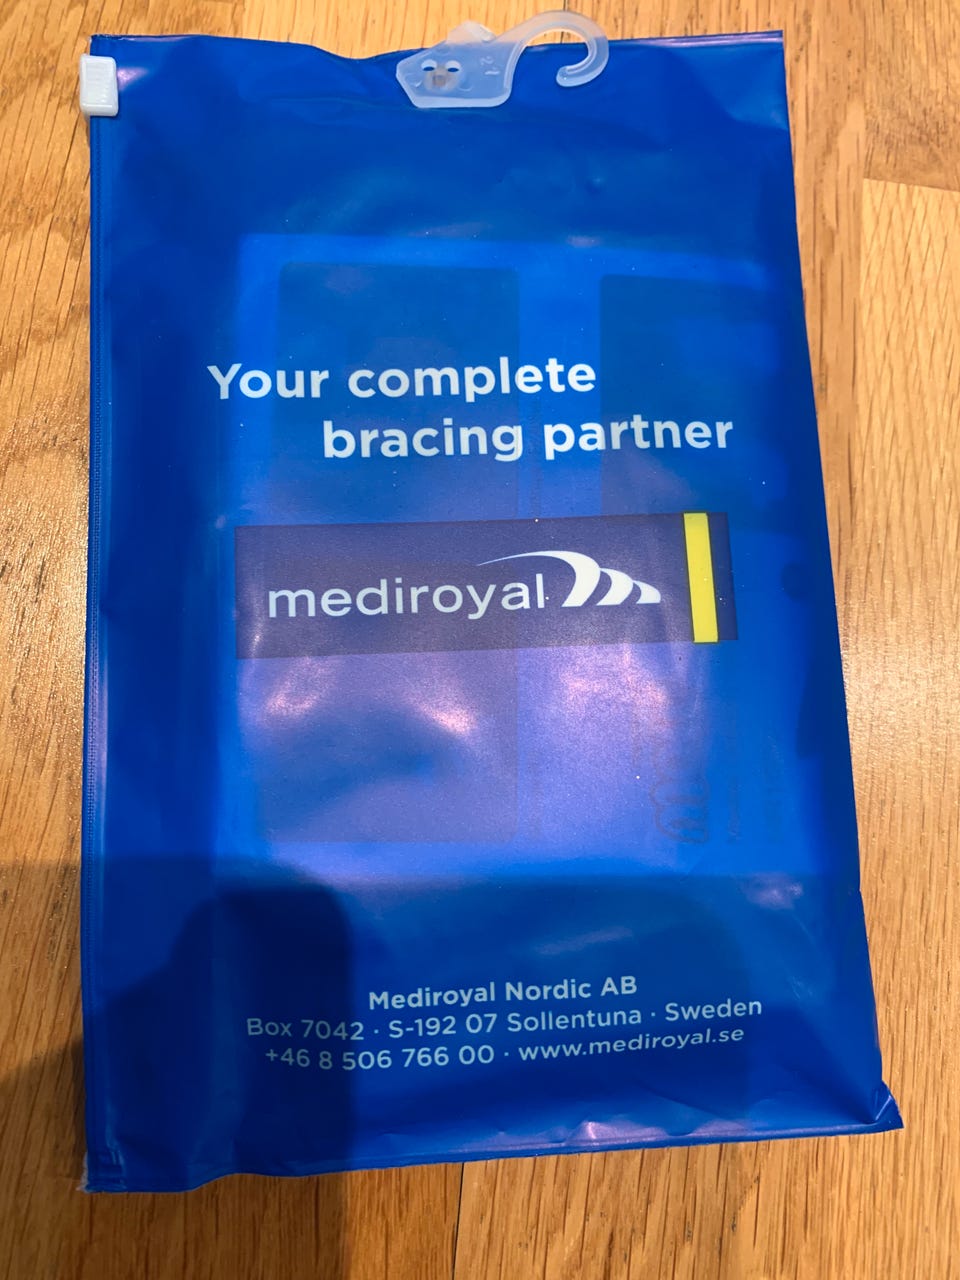 Your complete
bracing partner
mediroyal
Mediroyal Nordic AB
Box 7042 · S-192 07 Sollentuna · Sweden
+46 8 506 766 00 · www.mediroyal.se